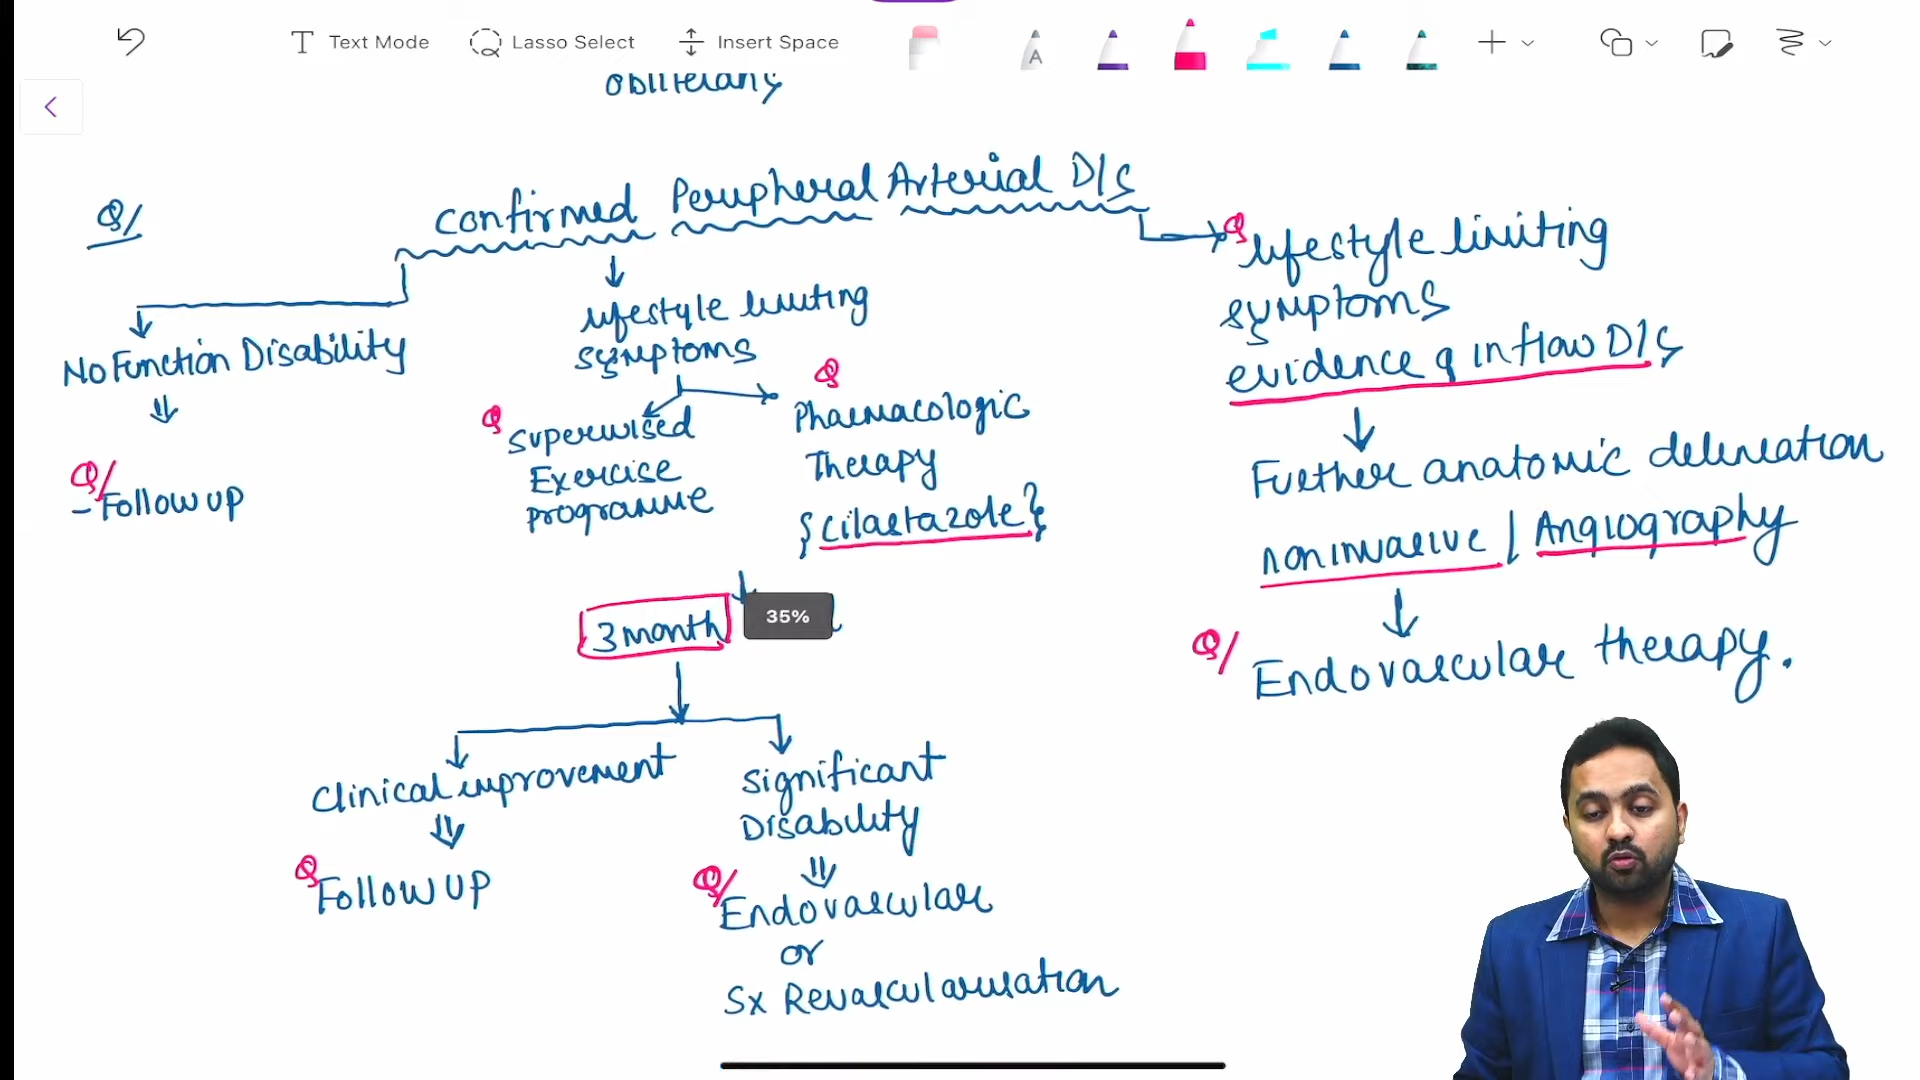 Text Mode
Lasso Select
Insert Space
A
obliterany
Q/
Confirmed Peripheral Arterial D/s
No Function Disability
Q/
- Follow up
lifestyle limiting
symptoms
Q
Supervised
Exercise
programme
Q
Pharmacologic
Therapy
{Cilastazole}
3 month
35%
Clinical improvement
Q
Follow up
Significant
Disability
Q/
Endovascular
or
Sx Revascularisation
Q
lifestyle limiting
symptoms
evidence of inflow D/s
Further anatomic delineation
noninvasive / Angiography
Q/
Endovascular therapy.